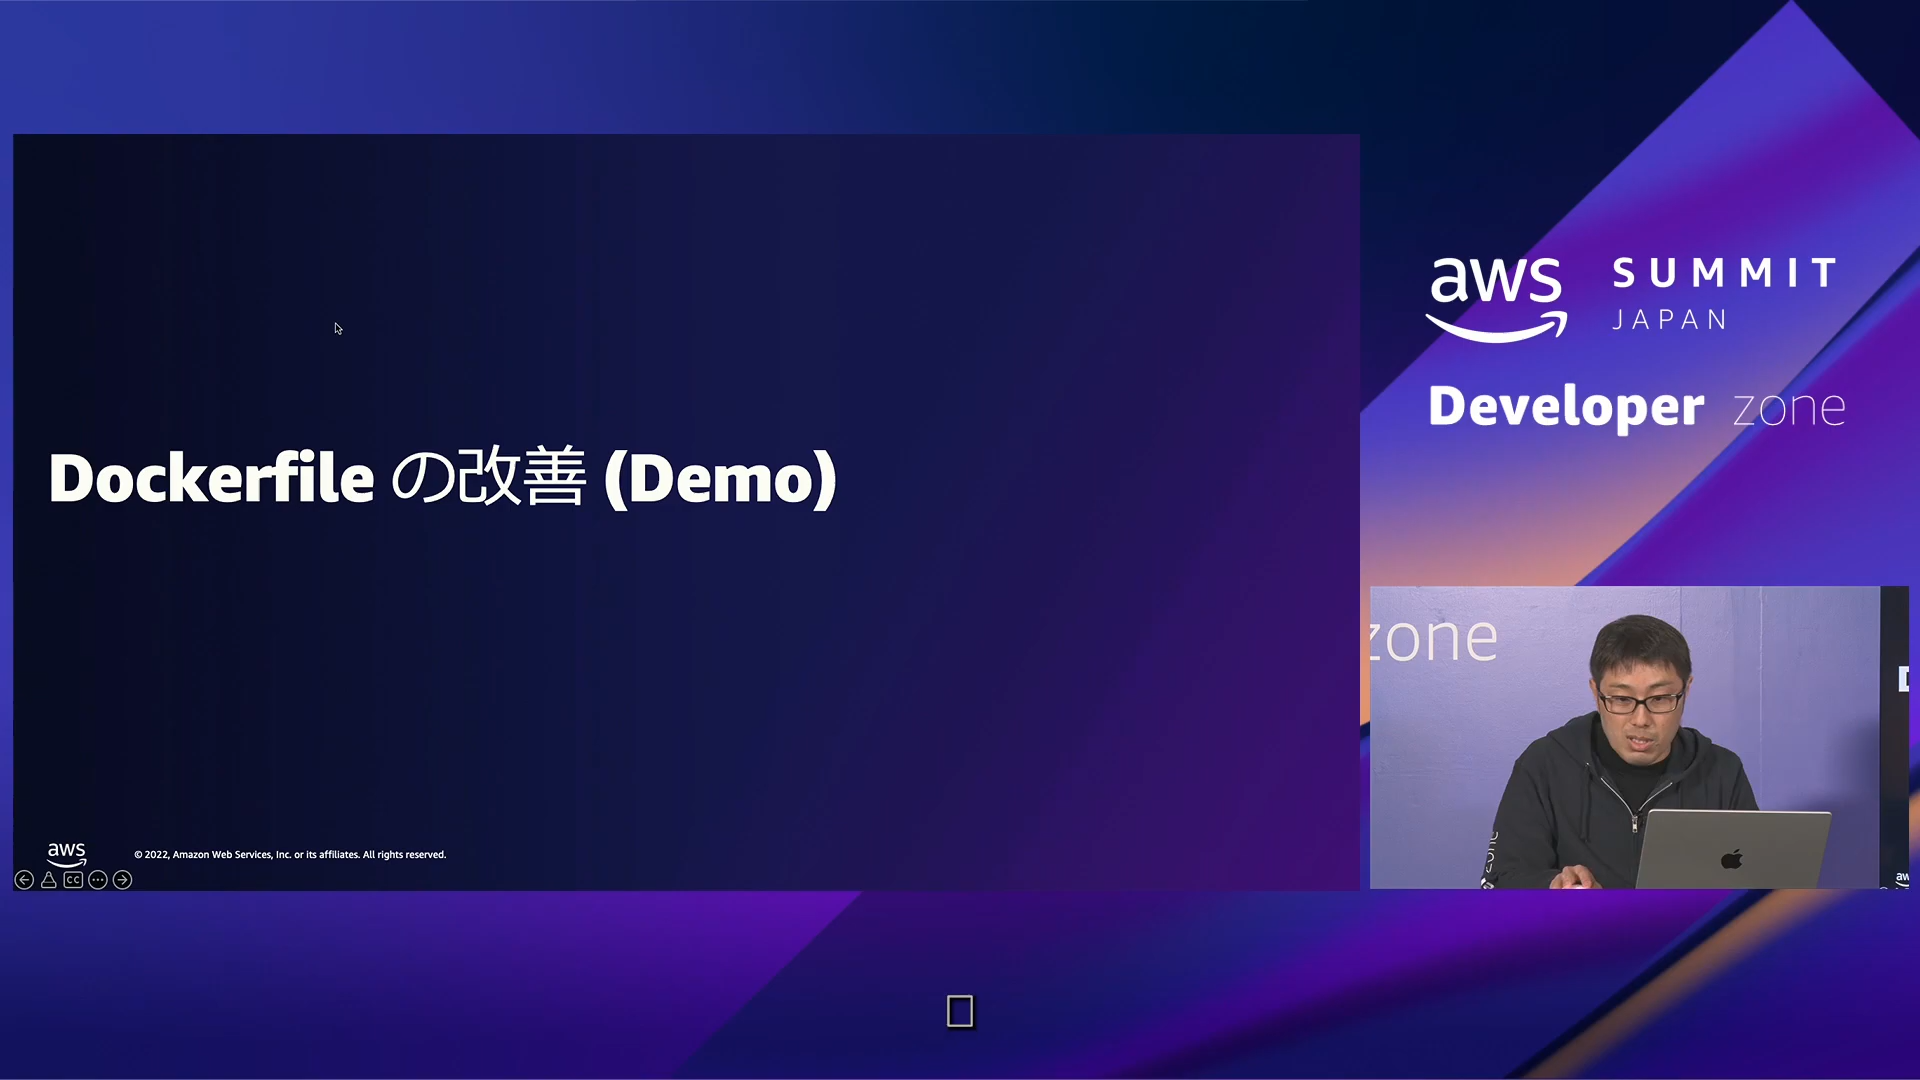 Dockerfile の改善 (Demo)
aws
© 2022, Amazon Web Services, Inc. or its affiliates. All rights reserved.
CC
aws SUMMIT
JAPAN
Developer zone
zone